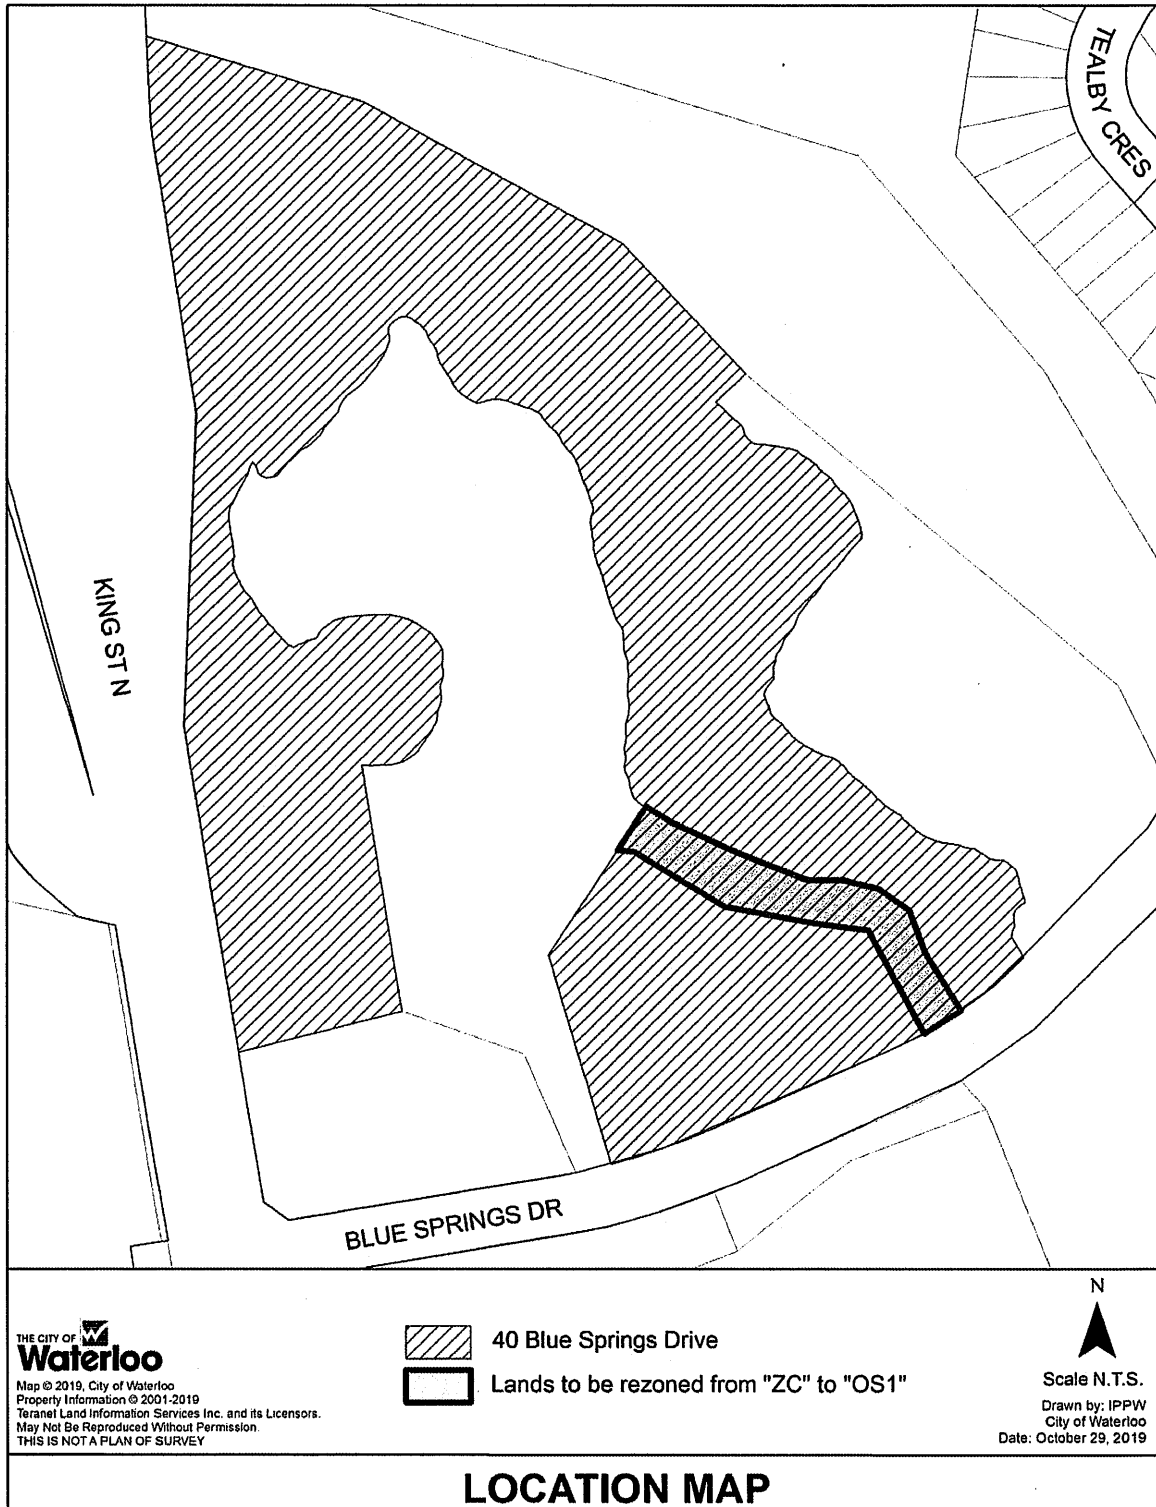 TEALBY CRES
KING ST N
BLUE SPRINGS DR
THE CITY OF
Waterloo
Map © 2019, City of Waterloo
Property Information © 2001-2019
Teranet Land Information Services Inc. and its Licensors.
May Not Be Reproduced Without Permission.
THIS IS NOT A PLAN OF SURVEY
40 Blue Springs Drive
Lands to be rezoned from "ZC" to "OS1"
N
Scale N.T.S.
Drawn by: IPPW
City of Waterloo
Date: October 29, 2019
LOCATION MAP